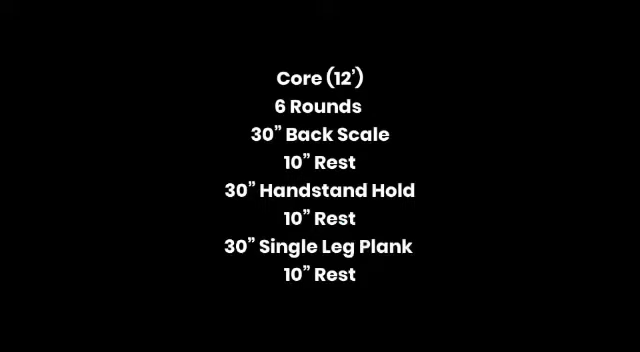 Core (12’)
6 Rounds
30” Back Scale
10” Rest
30” Handstand Hold
10” Rest
30” Single Leg Plank
10” Rest